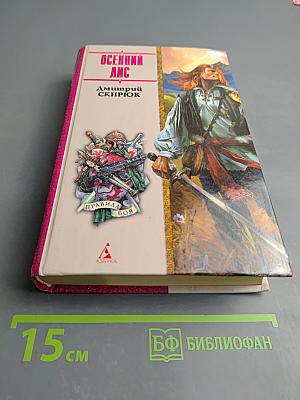 ОСЕННИЙ
ЛИС
Дмитрий
СКИРЮК
ПРАВИЛА БОЯ
АЗБУКА
15 см
БФ БИБЛИОФАН